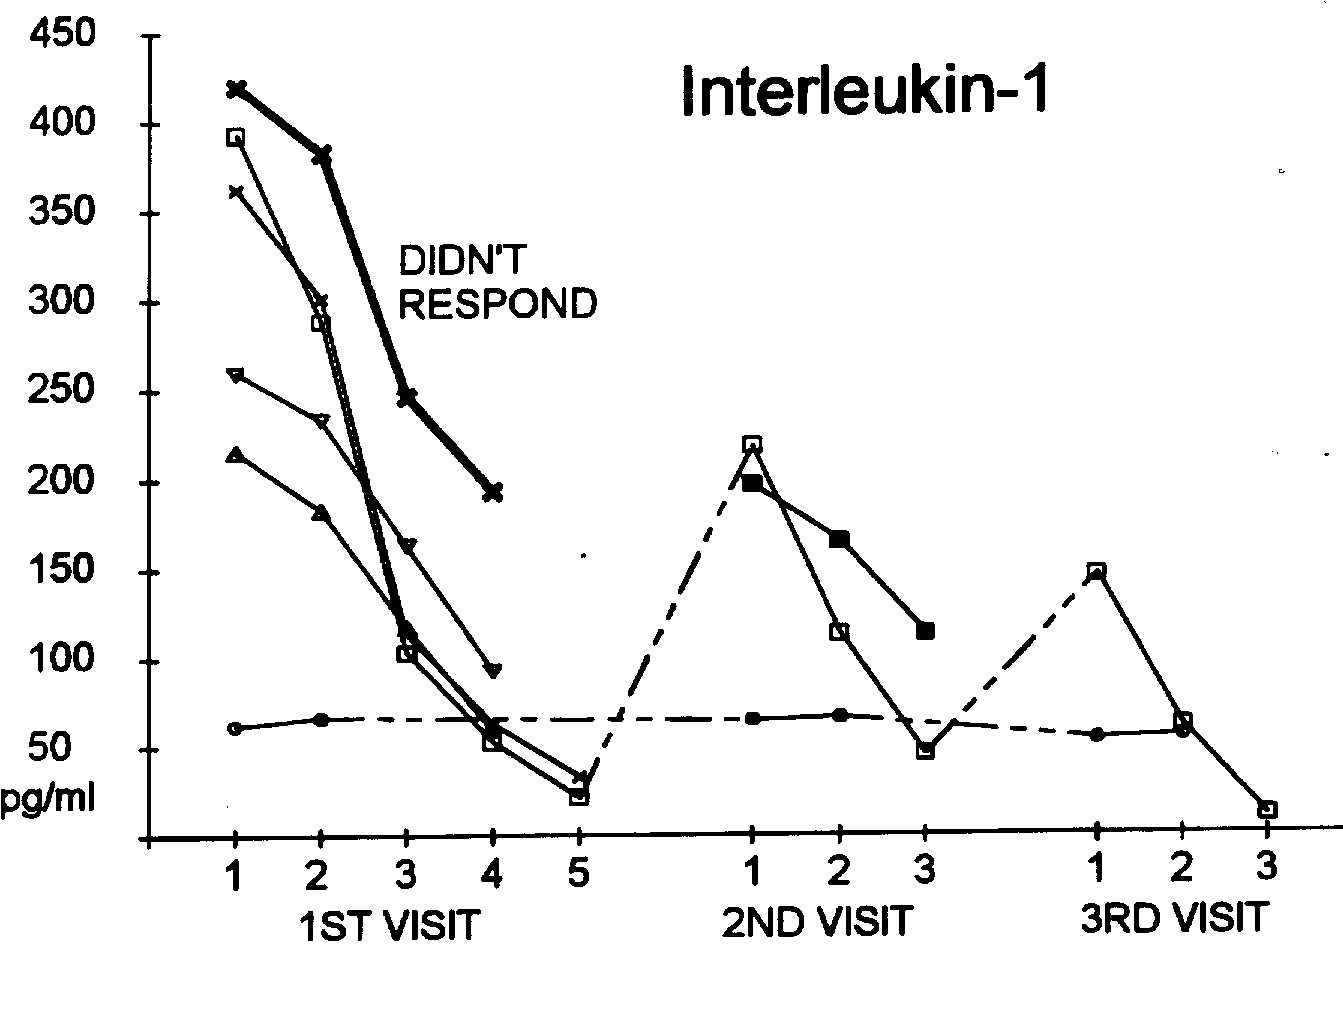 Interleukin-1
450
400
350
300
250
200
150
100
50
pg/ml
DIDN'T
RESPOND
1 2 3 4 5 1 2 3 1 2 3
1ST VISIT 2ND VISIT 3RD VISIT